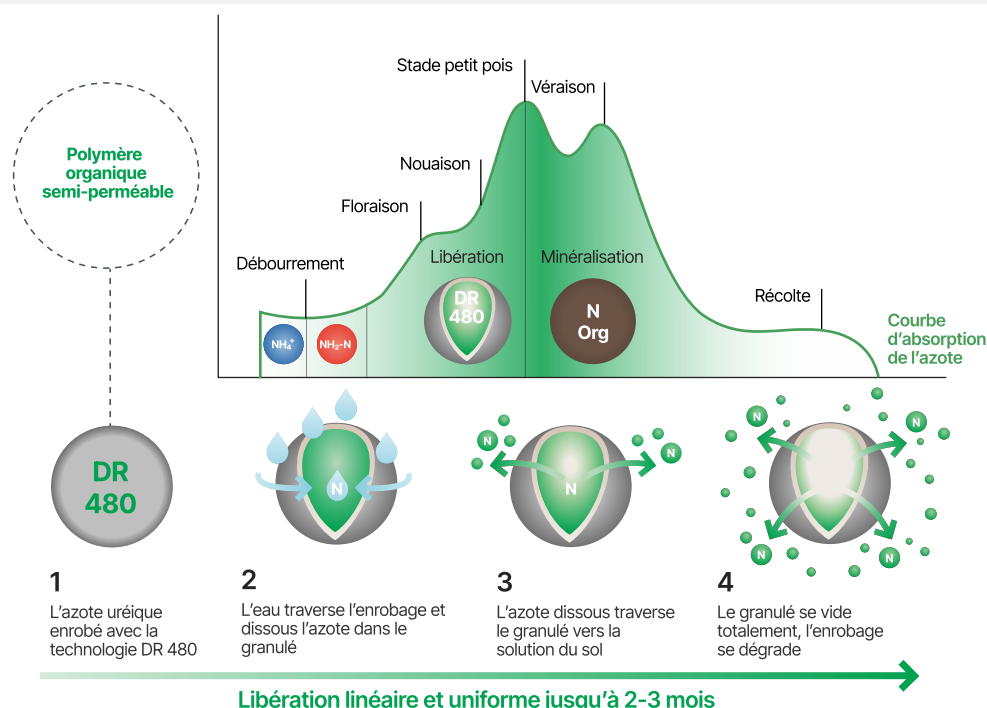 Stade petit pois
Véraison
Polymère
organique
semi-perméable
Nouaison
Floraison
Débourrement
Libération
Minéralisation
DR
480
N
Org
NH₄⁺
NH₂-N
Récolte
Courbe
d’absorption
de l’azote
DR
480
N
N
N
N
N
N
N
N
1
L’azote uréique
enrobé avec la
technologie DR 480
2
L’eau traverse l’enrobage et
dissous l’azote dans le
granulé
3
L’azote dissous traverse
le granulé vers la
solution du sol
4
Le granulé se vide
totalement, l’enrobage
se dégrade
Libération linéaire et uniforme jusqu’à 2-3 mois